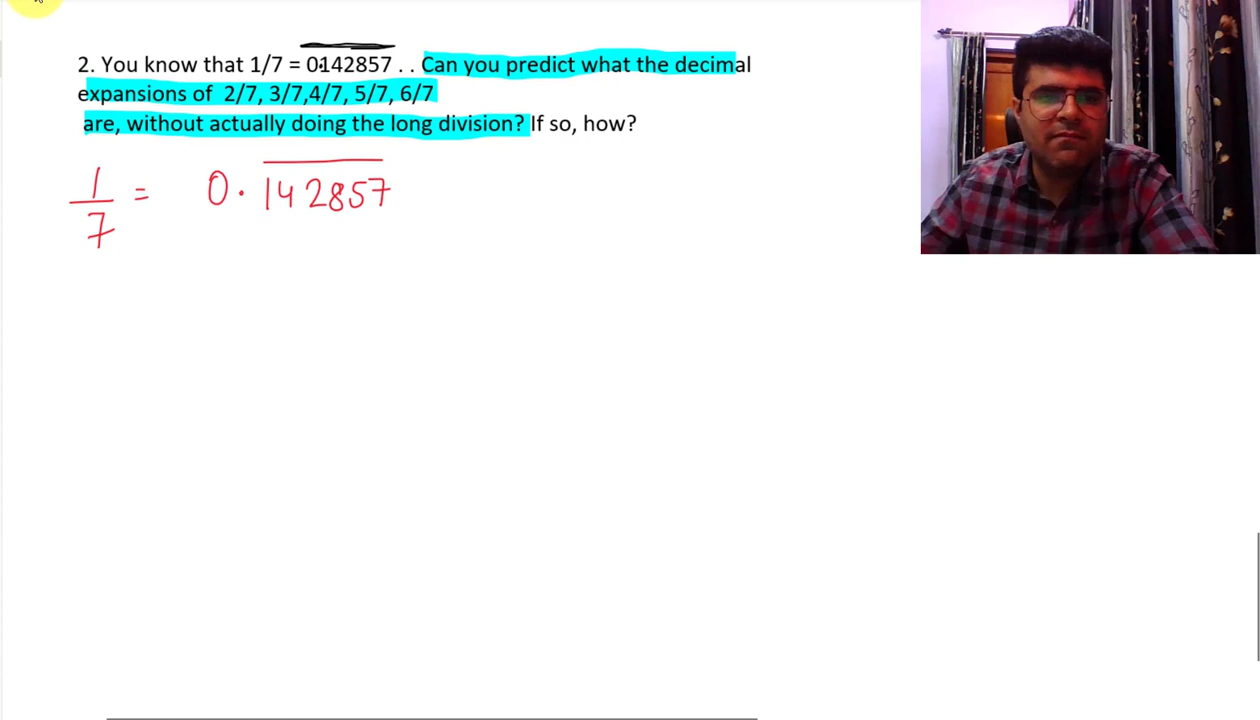 2. You know that 1/7 = 0142857 . . Can you predict what the decimal
expansions of 2/7, 3/7,4/7, 5/7, 6/7
are, without actually doing the long division? If so, how?
1/7 = 0.142857